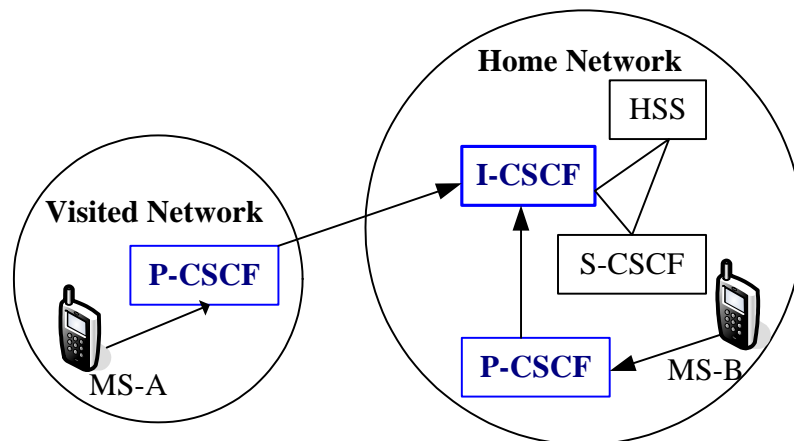 Home Network
HSS
I-CSCF
Visited Network
P-CSCF
S-CSCF
MS-A
P-CSCF
MS-B